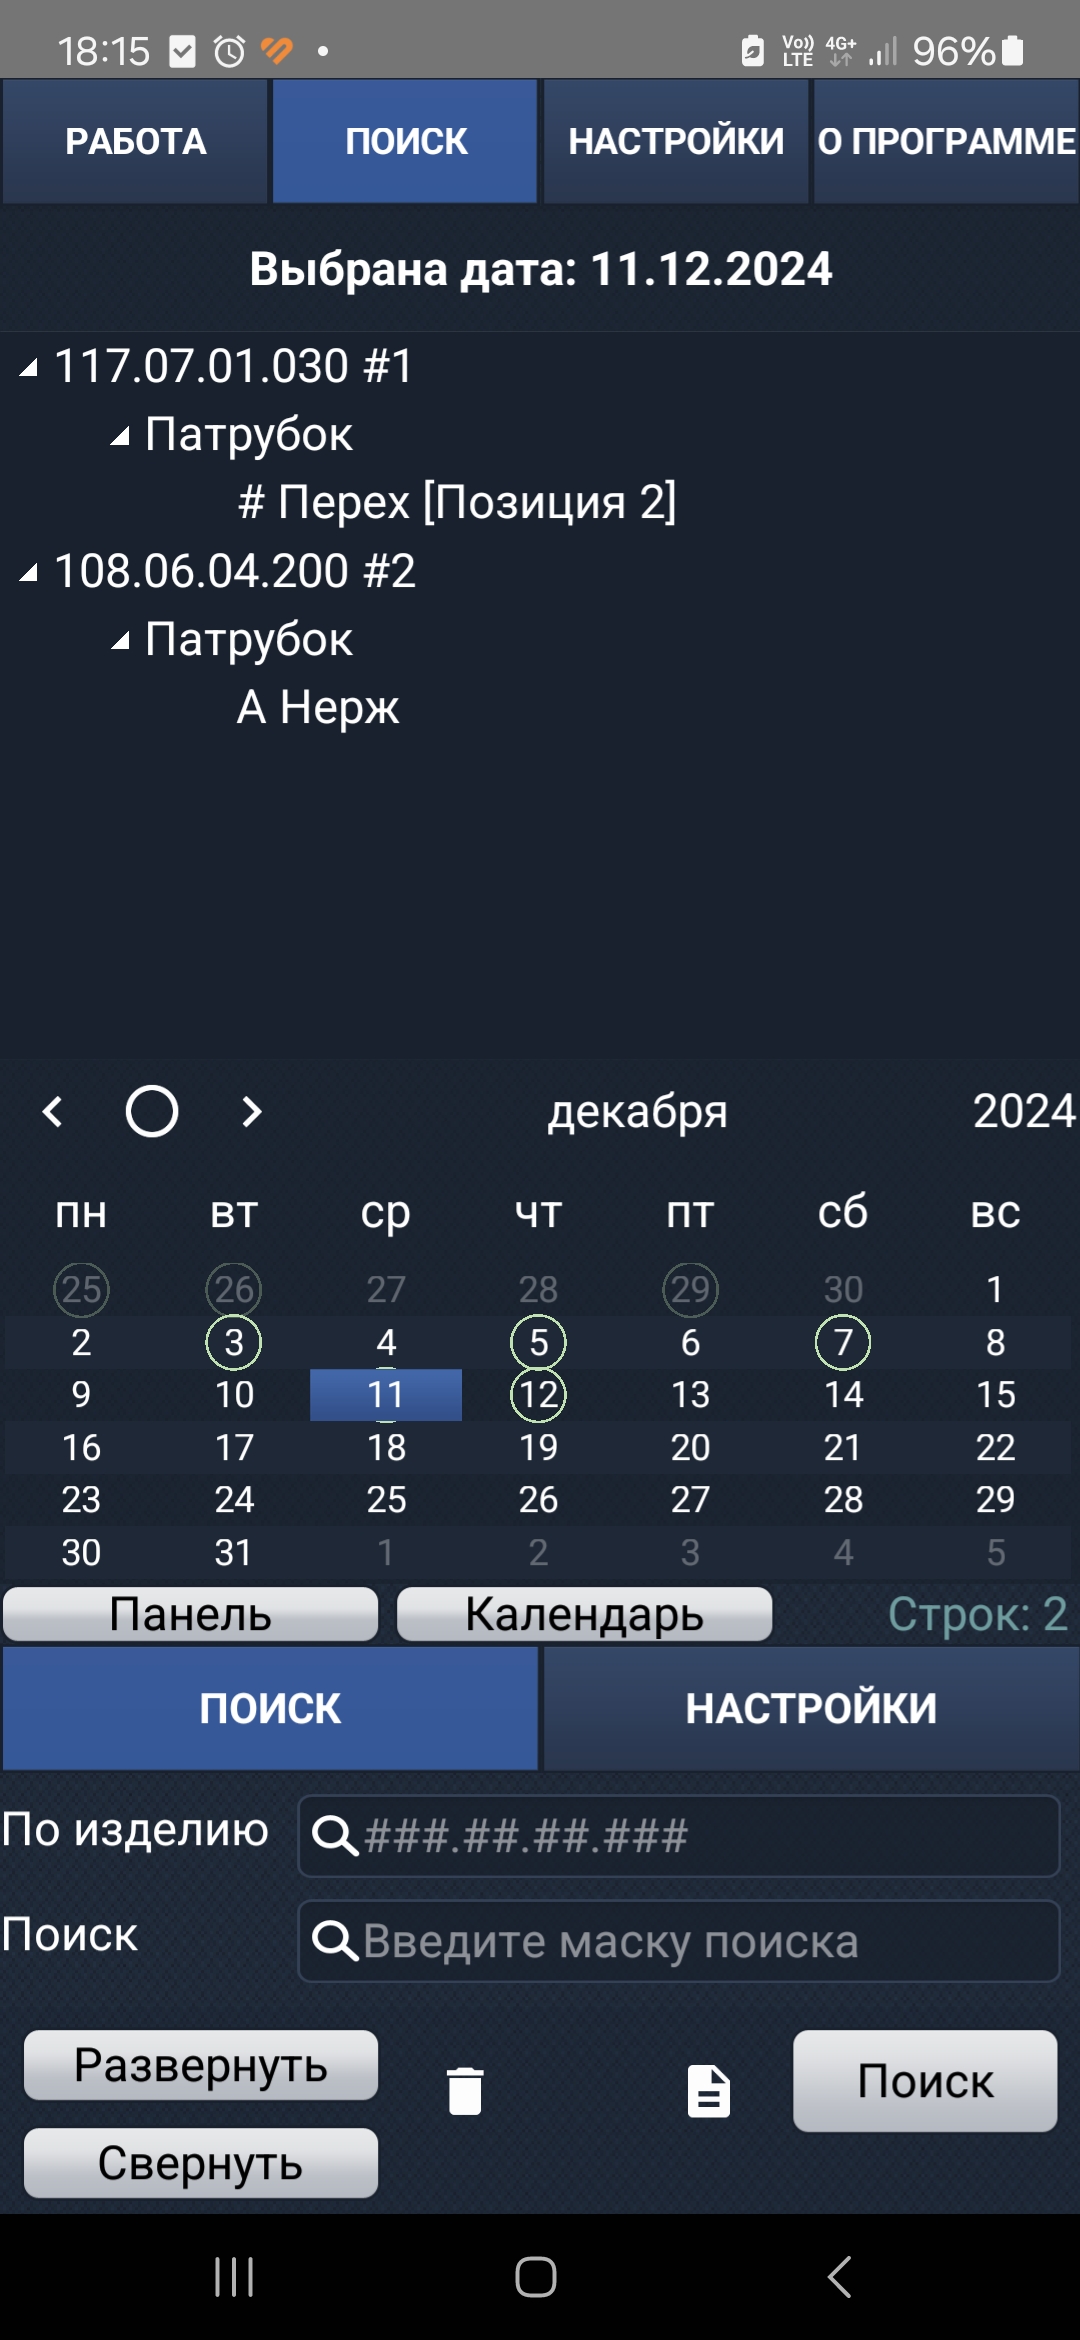 18:15 Vo)) LTE 4G+ 96%
РАБОТА ПОИСК НАСТРОЙКИ О ПРОГРАММЕ
Выбрана дата: 11.12.2024
117.07.01.030 #1
Патрубок
# Перех [Позиция 2]
108.06.04.200 #2
Патрубок
А Нерж
декабря 2024
пн вт ср чт пт сб вс
25 26 27 28 29 30 1
2 3 4 5 6 7 8
9 10 11 12 13 14 15
16 17 18 19 20 21 22
23 24 25 26 27 28 29
30 31 1 2 3 4 5
Панель Календарь Строк: 2
ПОИСК НАСТРОЙКИ
По изделию ###.##.##.###
Поиск Введите маску поиска
Развернуть Поиск
Свернуть